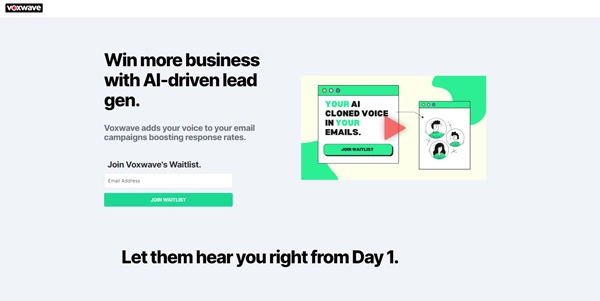 voxwave
Win more business
with AI-driven lead
gen.
Voxwave adds your voice to your email
campaigns boosting response rates.
Join Voxwave's Waitlist.
Email Address
JOIN WAITLIST
YOUR AI
CLONED VOICE
IN YOUR
EMAILS.
JOIN WAITLIST
Let them hear you right from Day 1.